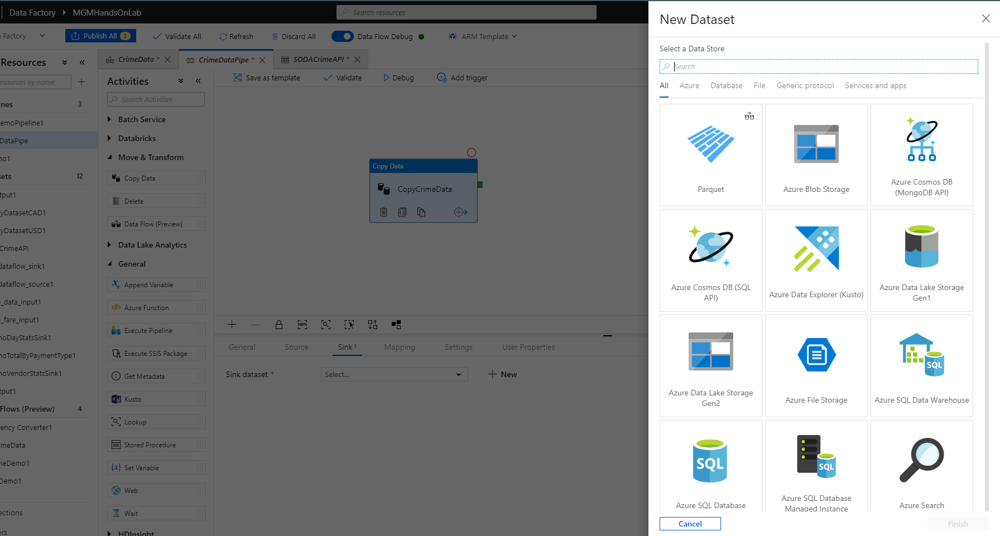 Data Factory MGMHandsOnLab
Search resources
Factory
Publish All 3
Validate All
Refresh
Discard All
Data Flow Debug
ARM Template
Resources
esources by name
nes 3
emoPipeline1
DataPipe
no1
sets 12
tput1
yDatasetCAD1
yDatasetUSD1
CrimeAPI
dataflow_sink1
dataflow_source1
_data_input1
_fare_input1
noDayStatsSink1
noTotalByPaymentType1
noVendorStatsSink1
tput1
Flows (Preview) 4
ency Converter1
meData
vieDemo1
Demo1
ections
ers
CrimeData *
CrimeDataPipe *
SODACrimeAPI *
Activities
Search Activities
Batch Service
Databricks
Move & Transform
Copy Data
Delete
Data Flow (Preview)
Data Lake Analytics
General
Append Variable
Azure Function
Execute Pipeline
Execute SSIS Package
Get Metadata
Kusto
Lookup
Stored Procedure
Set Variable
Web
Wait
HDInsight
Save as template
Validate
Debug
Add trigger
Copy Data
CopyCrimeData
100%
General
Source
Sink 1
Mapping
Settings
User Properties
Sink dataset *
Select...
New
New Dataset
Select a Data Store
Search
All
Azure
Database
File
Generic protocol
Services and apps
Parquet
Azure Blob Storage
Azure Cosmos DB
(MongoDB API)
Azure Cosmos DB (SQL
API)
Azure Data Explorer (Kusto)
Azure Data Lake Storage
Gen1
Azure Data Lake Storage
Gen2
Azure File Storage
SQL
Azure SQL Data Warehouse
SQL
Azure SQL Database
SQL
Azure SQL Database
Managed Instance
Azure Search
Cancel
Finish